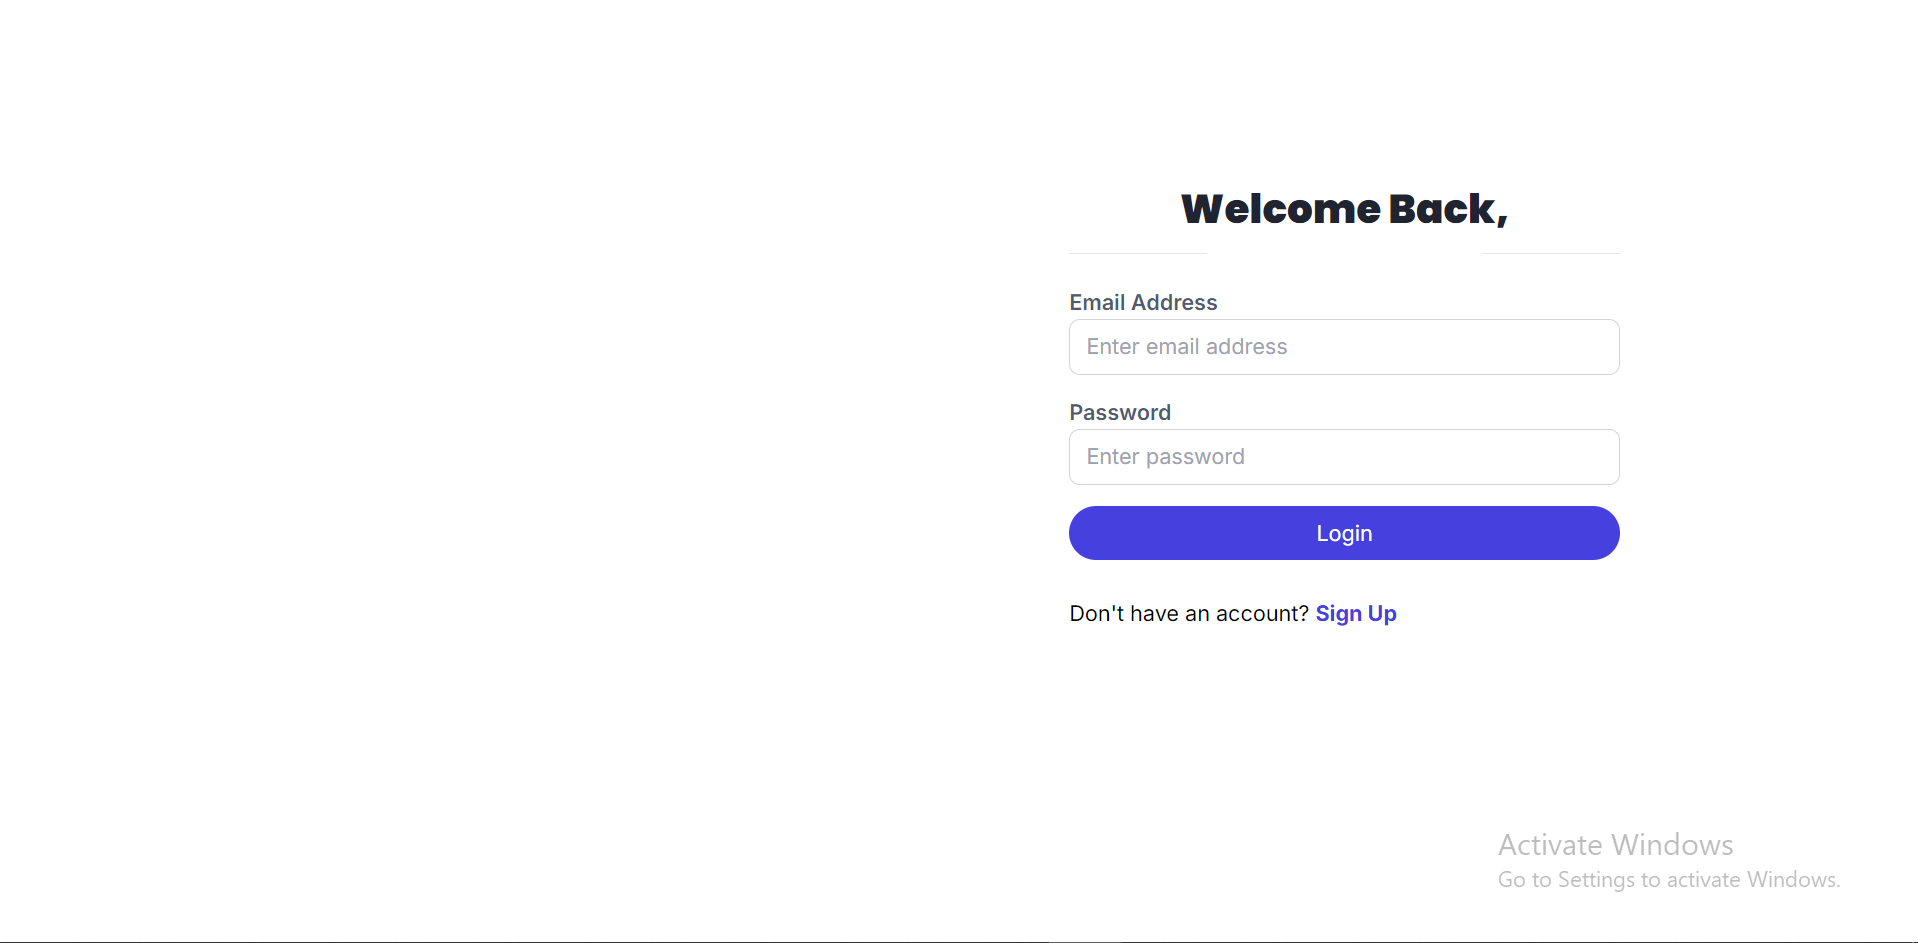 Welcome Back,
Email Address
Enter email address
Password
Enter password
Login
Don't have an account? Sign Up
Activate Windows
Go to Settings to activate Windows.